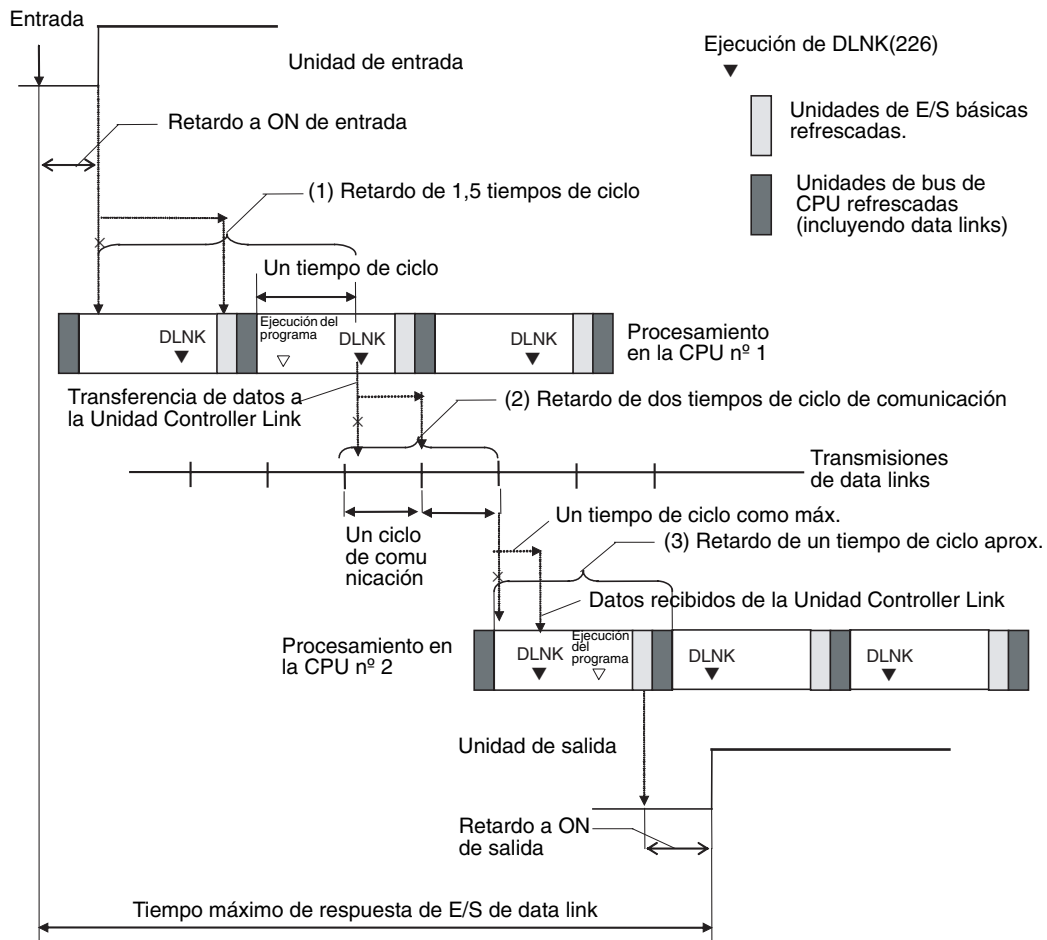 Entrada
Unidad de entrada
Ejecución de DLNK(226)
Unidades de E/S básicas
refrescadas.
Unidades de bus de
CPU refrescadas
(incluyendo data links)
Retardo a ON de entrada
(1) Retardo de 1,5 tiempos de ciclo
Un tiempo de ciclo
DLNK
Ejecución del
programa
DLNK
DLNK
Procesamiento
en la CPU nº 1
Transferencia de datos a
la Unidad Controller Link
(2) Retardo de dos tiempos de ciclo de comunicación
Transmisiones
de data links
Un ciclo
de comu
nicación
Un tiempo de ciclo como máx.
(3) Retardo de un tiempo de ciclo aprox.
Datos recibidos de la Unidad Controller Link
Procesamiento en
la CPU nº 2
DLNK
Ejecución
del
programa
DLNK
DLNK
Unidad de salida
Retardo a ON
de salida
Tiempo máximo de respuesta de E/S de data link